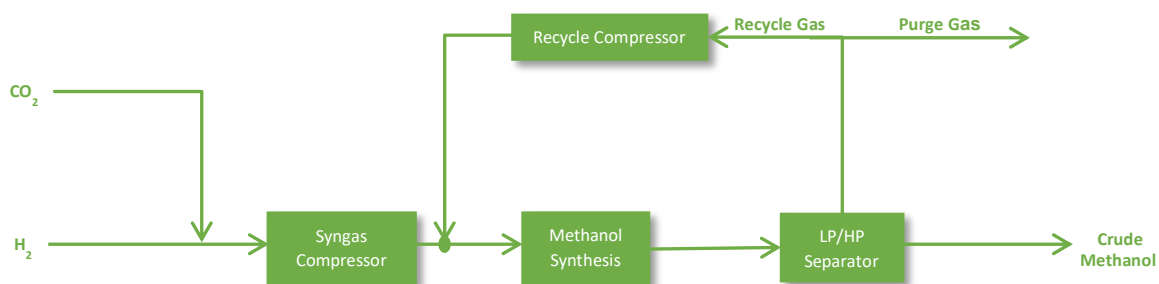 Recycle Compressor
Recycle Gas
Purge Gas
CO₂
H₂
Syngas
Compressor
Methanol
Synthesis
LP/HP
Separator
Crude
Methanol